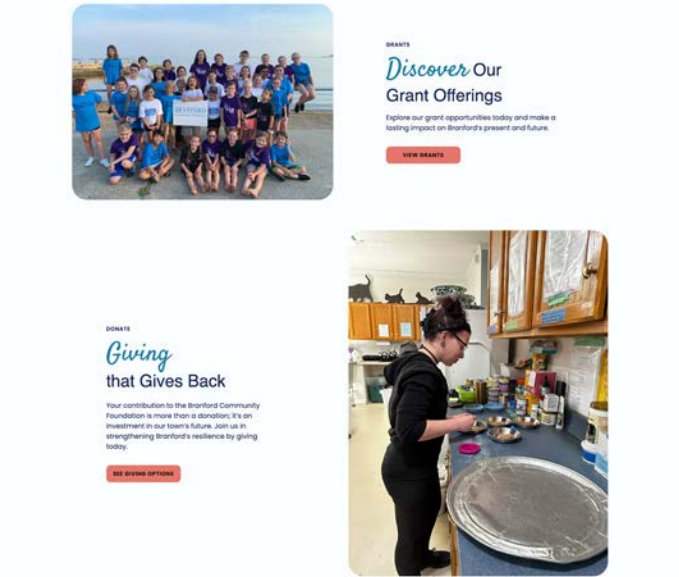 GRANTS
Discover Our
Grant Offerings
Explore our grant opportunities today and make a
lasting impact on Branford's present and future.
VIEW GRANTS
BRANFORD
DONATE
Giving
that Gives Back
Your contribution to the Branford Community
Foundation is more than a donation; it's an
investment in our town's future. Join us in
strengthening Branford's resilience by giving
today.
SEE GIVING OPTIONS